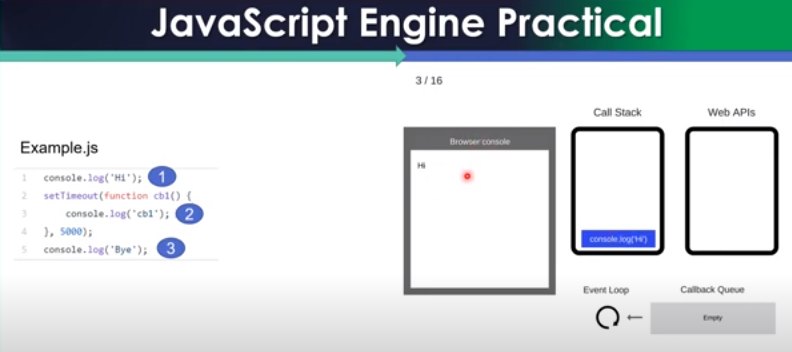 JavaScript Engine Practical
3 / 16
Example.js
1 console.log('Hi'); 1
2 setTimeout(function cb1() {
3 console.log('cb1'); 2
4 }, 5000);
5 console.log('Bye'); 3
Browser console
Hi
Call Stack
console.log('Hi')
Web APIs
Event Loop
Callback Queue
Empty